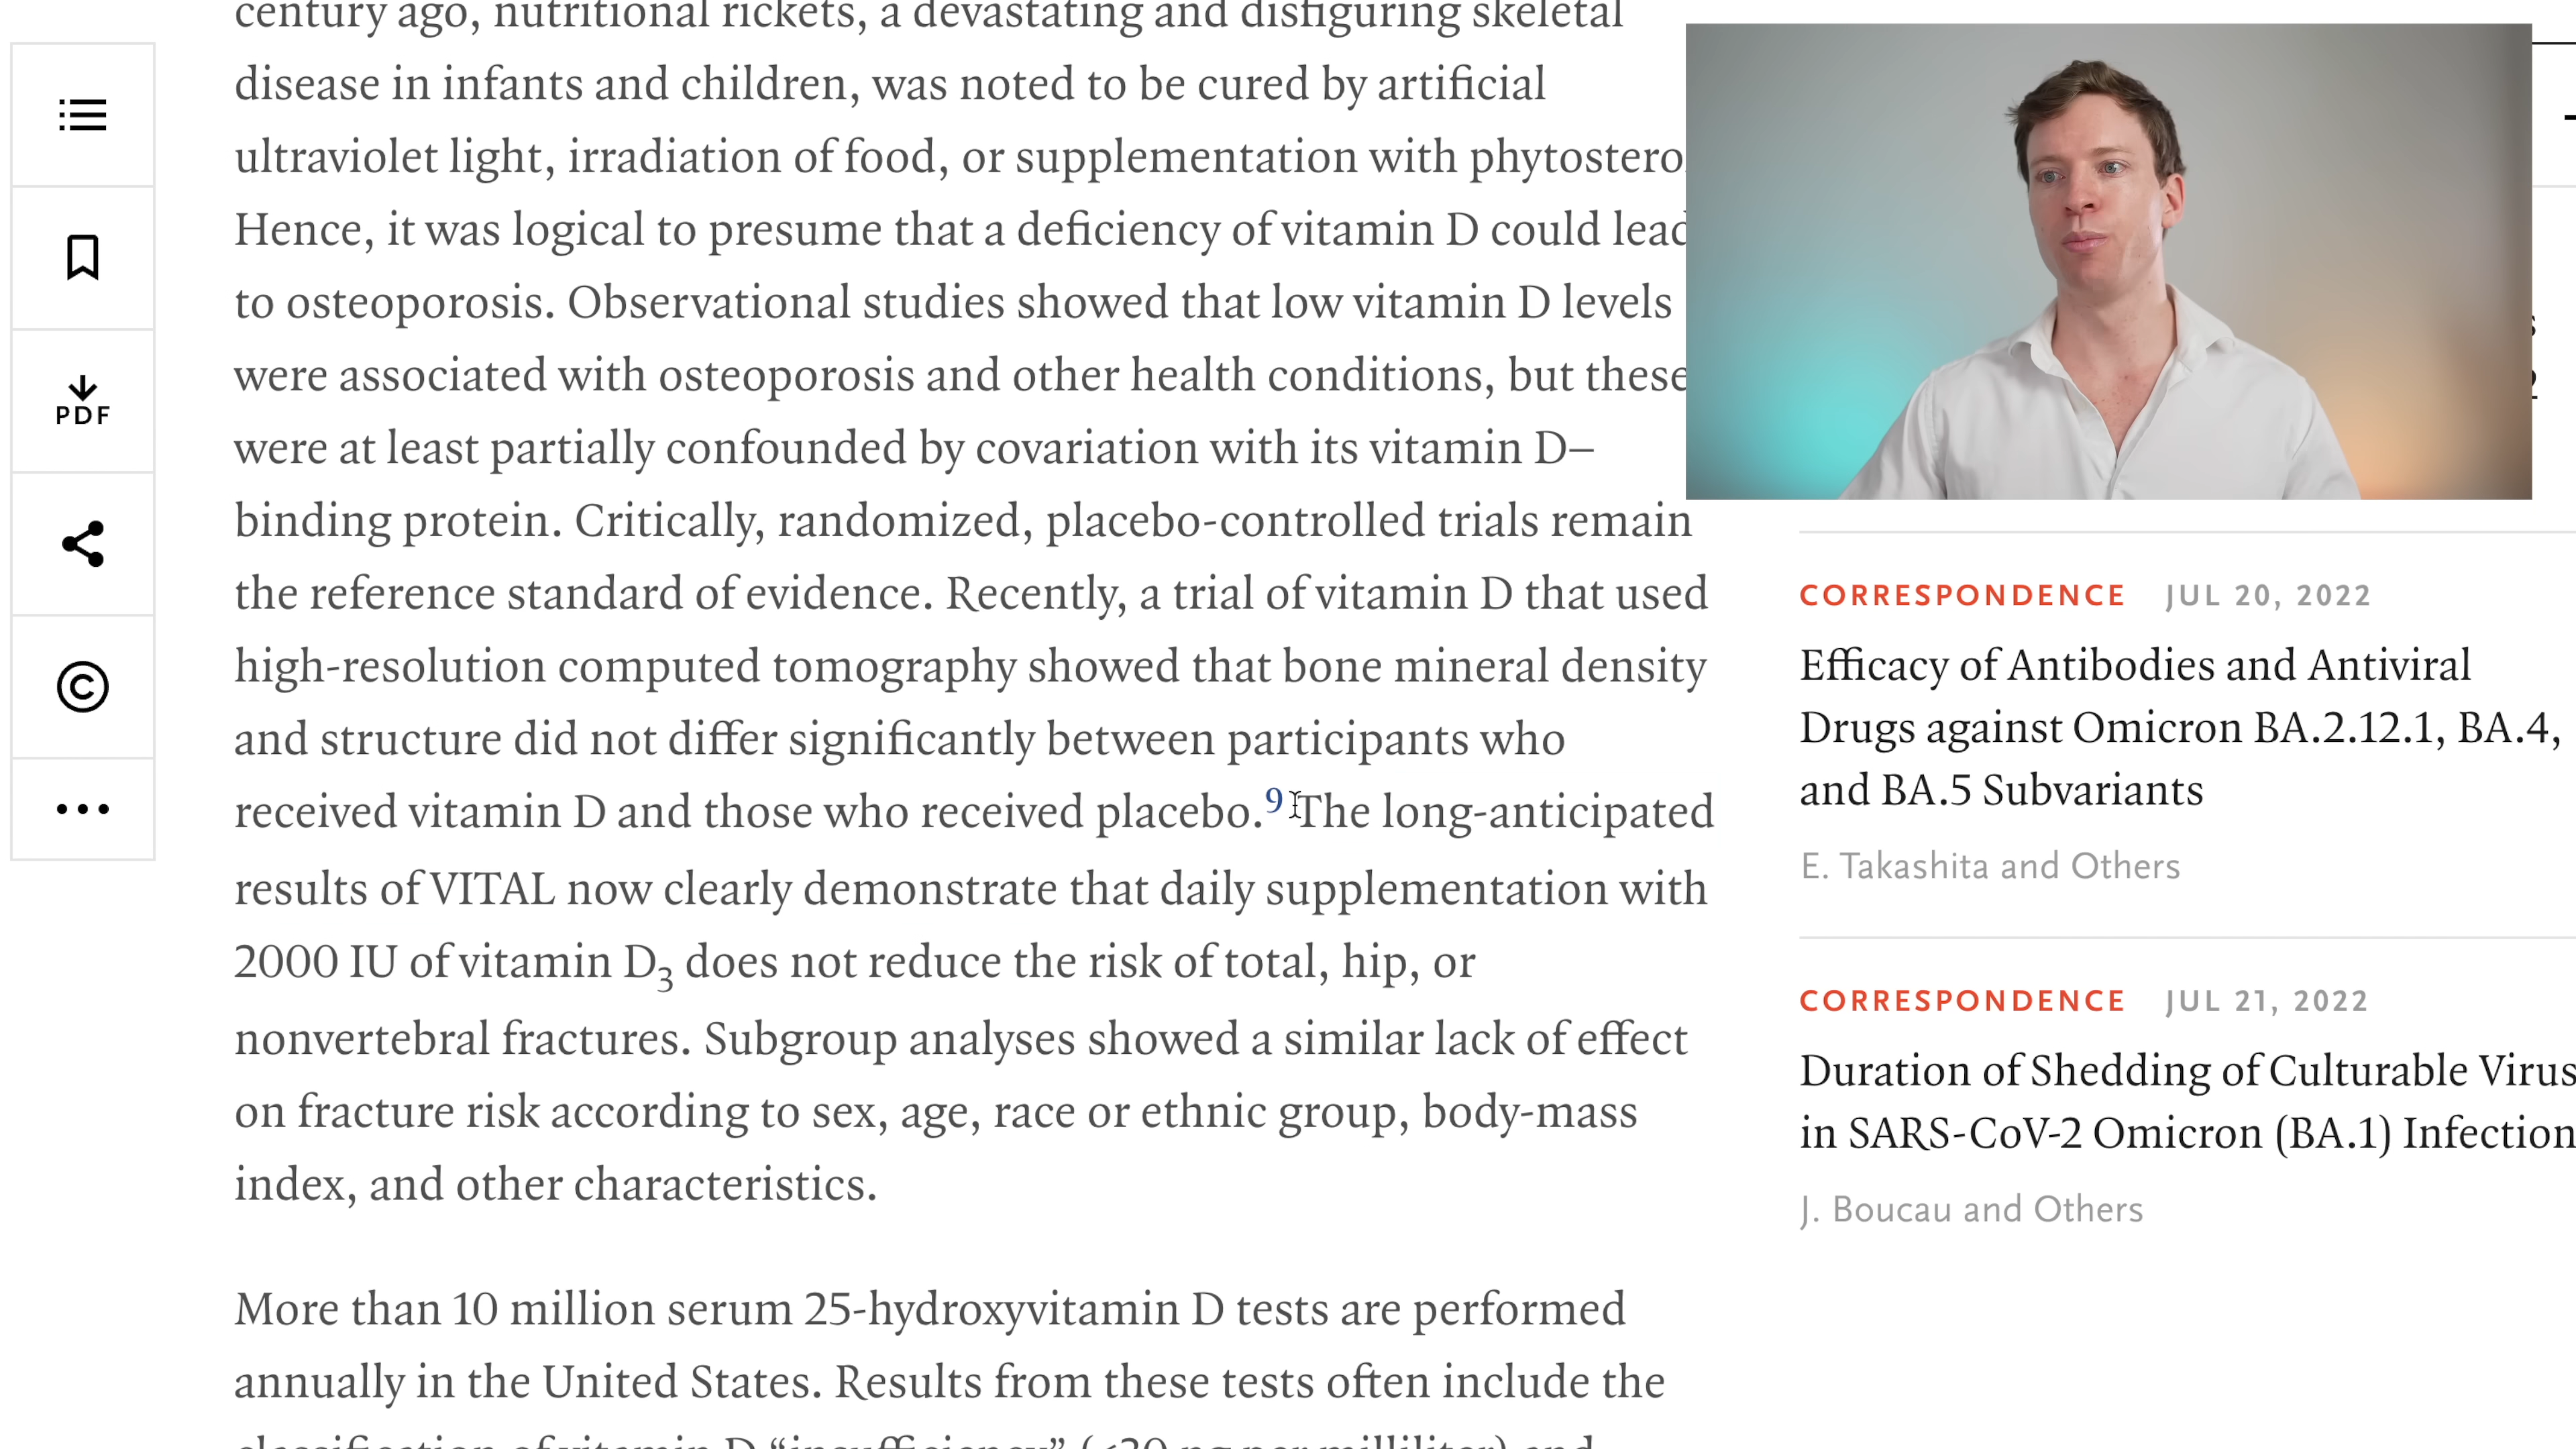 century ago, nutritional rickets, a devastating and disfiguring skeletal
disease in infants and children, was noted to be cured by artificial
ultraviolet light, irradiation of food, or supplementation with
Hence, it was logical to presume that a deficiency of vitamin D could lead
to osteoporosis. Observational studies showed that low vitamin D levels
were associated with osteoporosis and other health conditions, but these
were at least partially confounded by covariation with its vitamin D–
binding protein. Critically, randomized, placebo-controlled trials remain
the reference standard of evidence. Recently, a trial of vitamin D that used
high-resolution computed tomography showed that bone mineral density
and structure did not differ significantly between participants who
received vitamin D and those who received placebo.9 The long-anticipated
results of VITAL now clearly demonstrate that daily supplementation with
2000 IU of vitamin D3 does not reduce the risk of total, hip, or
nonvertebral fractures. Subgroup analyses showed a similar lack of effect
on fracture risk according to sex, age, race or ethnic group, body-mass
index, and other characteristics.
More than 10 million serum 25-hydroxyvitamin D tests are performed
annually in the United States. Results from these tests often include the
classification of vitamin D “insufficiency” (<30 ng per milliliter) and
PDF
CORRESPONDENCE JUL 20, 2022
Efficacy of Antibodies and Antiviral
Drugs against Omicron BA.2.12.1, BA.4,
and BA.5 Subvariants
E. Takashita and Others
CORRESPONDENCE JUL 21, 2022
Duration of Shedding of Culturable Virus
in SARS-CoV-2 Omicron (BA.1) Infection
J. Boucau and Others